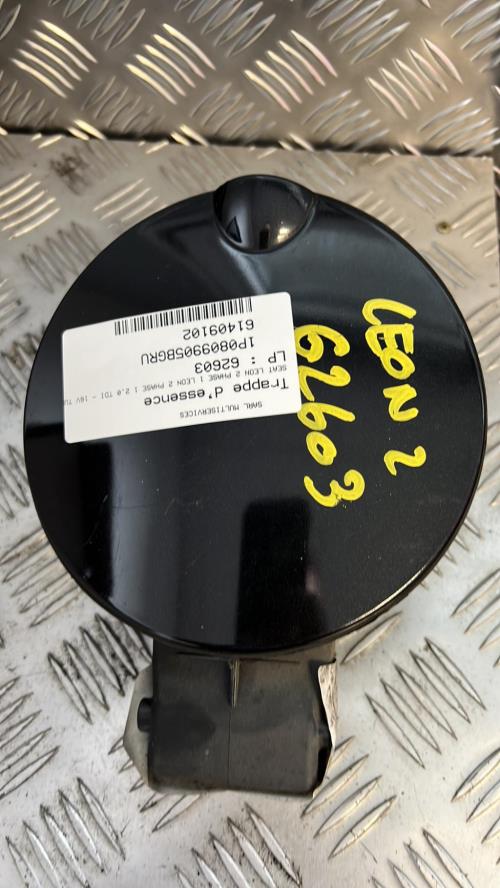 SARL MULTISERVICES
Trappe d'essence
SEAT LEON 2 PHASE 1 LEON 2 PHASE 1 2.0 TDI - 16V TU
LP : 62603
1P0809905BGRU
61409102
LEON 2
62603